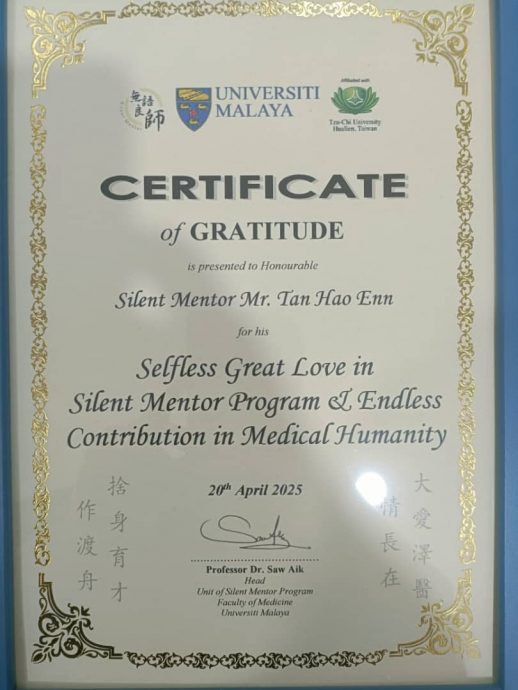 無語良師
UNIVERSITI
MALAYA
Affiliated with
Tzu-Chi University
Hualien, Taiwan
CERTIFICATE
of GRATITUDE
is presented to Honourable
Silent Mentor Mr. Tan Hao Enn
for his
Selfless Great Love in
Silent Mentor Program & Endless
Contribution in Medical Humanity
20th April 2025
Professor Dr. Saw Aik
Head
Unit of Silent Mentor Program
Faculty of Medicine
Universiti Malaya
捨身育才
作渡舟
大愛澤醫
情長在